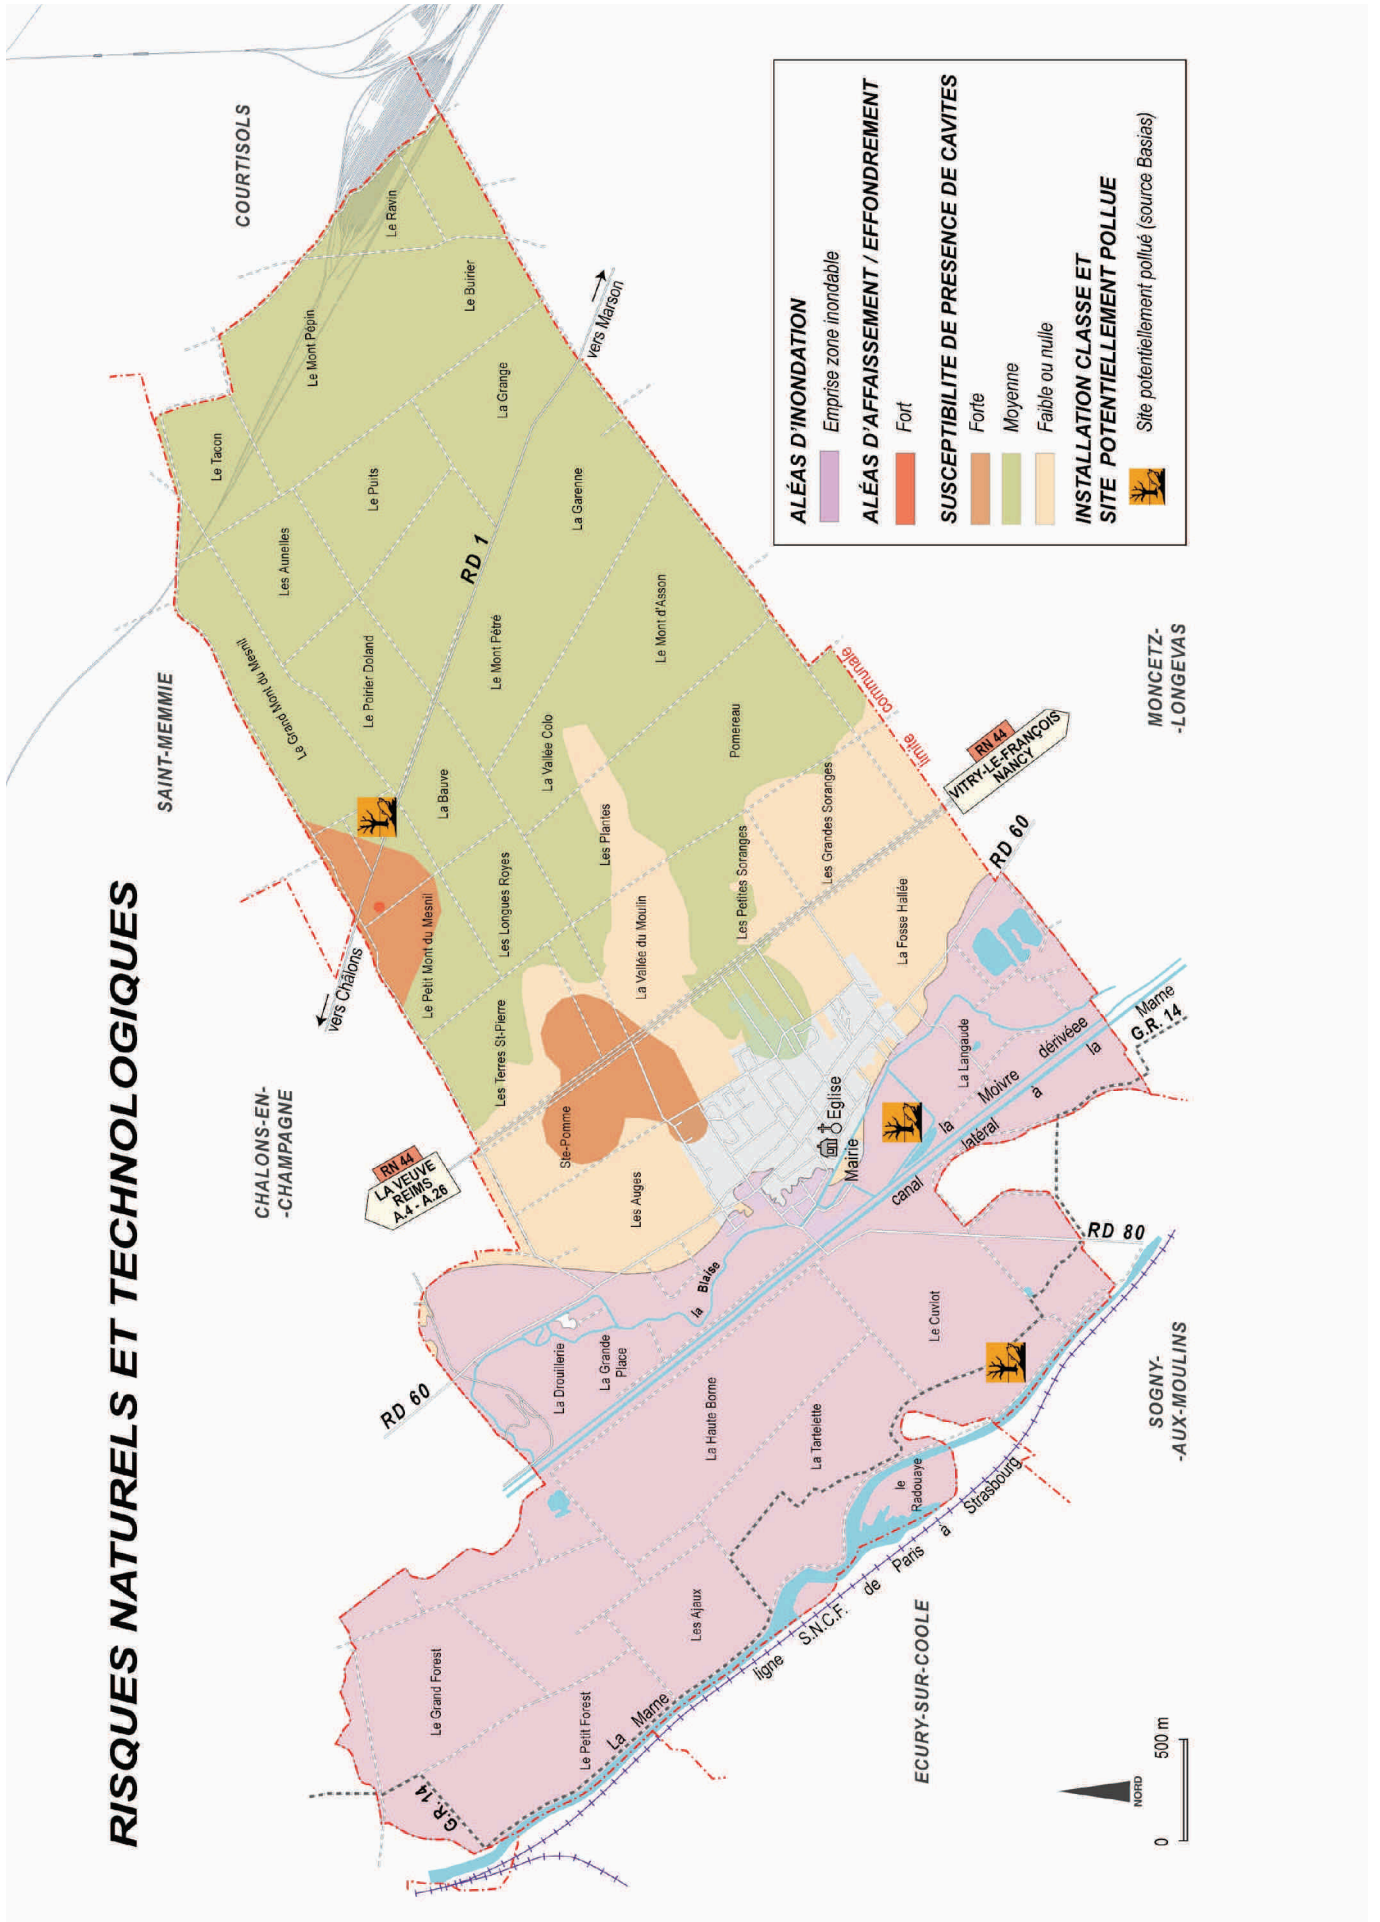 RISQUES NATURELS ET TECHNOLOGIQUES
COURTISOLS
SAINT-MEMMIE
CHALONS-EN-
-CHAMPAGNE
MONCETZ-
-LONGEVAS
SOGNY-
-AUX-MOULINS
ECURY-SUR-COOLE
Le Ravin
Le Buirier
Le Mont Pépin
La Grange
vers Marson
Le Tacon
Le Puits
La Garenne
Les Aunelles
RD 1
Le Grand Mont du Mesnil
Le Poirier Doland
Le Mont Pétré
Le Mont d'Asson
La Bauve
La Vallée Colo
Pomereau
limite communale
Les Plantes
Les Grandes Soranges
Les Petites Soranges
RN 44
VITRY-LE-FRANÇOIS
NANCY
RD 60
Le Petit Mont du Mesnil
Les Longues Royes
La Vallée du Moulin
La Fosse Hallée
vers Châlons
Les Terres St-Pierre
Ste-Pomme
Les Auges
RN 44
LA VEUVE
REIMS
A.4 - A.26
Eglise
Mairie
La Langaude
la Moivre dérivéee
canal latéral à la Marne
G.R. 14
RD 80
la Blaise
RD 60
La Drouillerie
La Grande
Place
La Haute Borne
Le Cuvlot
La Tartelette
le
Radouaye
Les Ajaux
Le Grand Forest
Le Petit Forest
La Marne
G.R. 14
ligne S.N.C.F. de Paris à Strasbourg
ALÉAS D'INONDATION
Emprise zone inondable
ALÉAS D'AFFAISSEMENT / EFFONDREMENT
Fort
SUSCEPTIBILITE DE PRESENCE DE CAVITES
Forte
Moyenne
Faible ou nulle
INSTALLATION CLASSE ET
SITE POTENTIELLEMENT POLLUE
Site potentiellement pollué (source Basias)
NORD
0 500 m